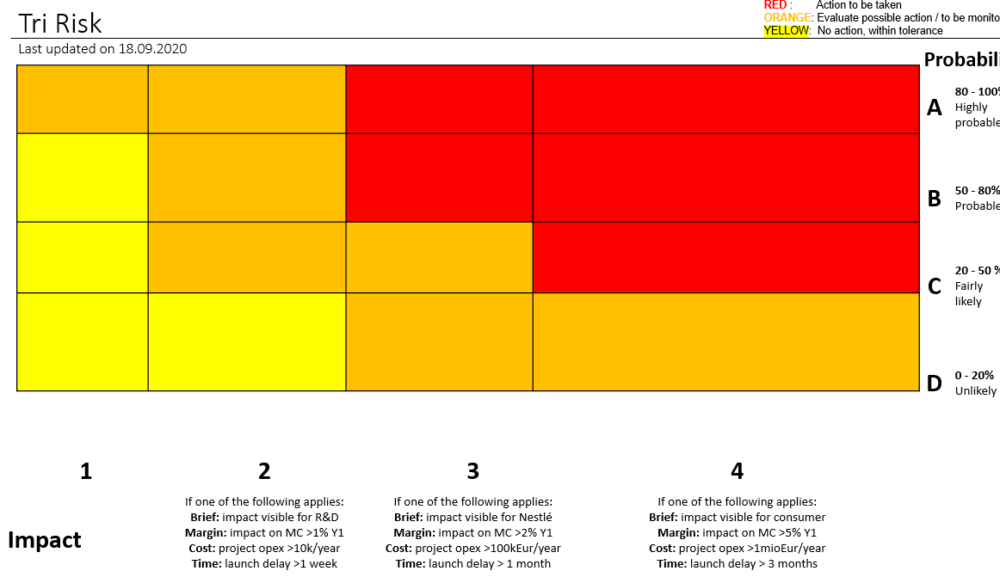 RED : Action to be taken
Tri Risk
ORANGE: Evaluate possible action / to be monito
YELLOW: No action, within tolerance
Last updated on 18.09.2020
Probabili
A
80 - 100%
Highly
probable
B
50 - 80%
Probable
C
20 - 50 %
Fairly
likely
D
0 - 20%
Unlikely
1 2 3 4
If one of the following applies:
Brief: impact visible for R&D
Margin: impact on MC >1% Y1
Cost: project opex >10k/year
Time: launch delay >1 week
If one of the following applies:
Brief: impact visible for Nestlé
Margin: impact on MC >2% Y1
Cost: project opex >100kEur/year
Time: launch delay > 1 month
If one of the following applies:
Brief: impact visible for consumer
Margin: impact on MC >5% Y1
Cost: project opex >1mioEur/year
Time: launch delay > 3 months
Impact